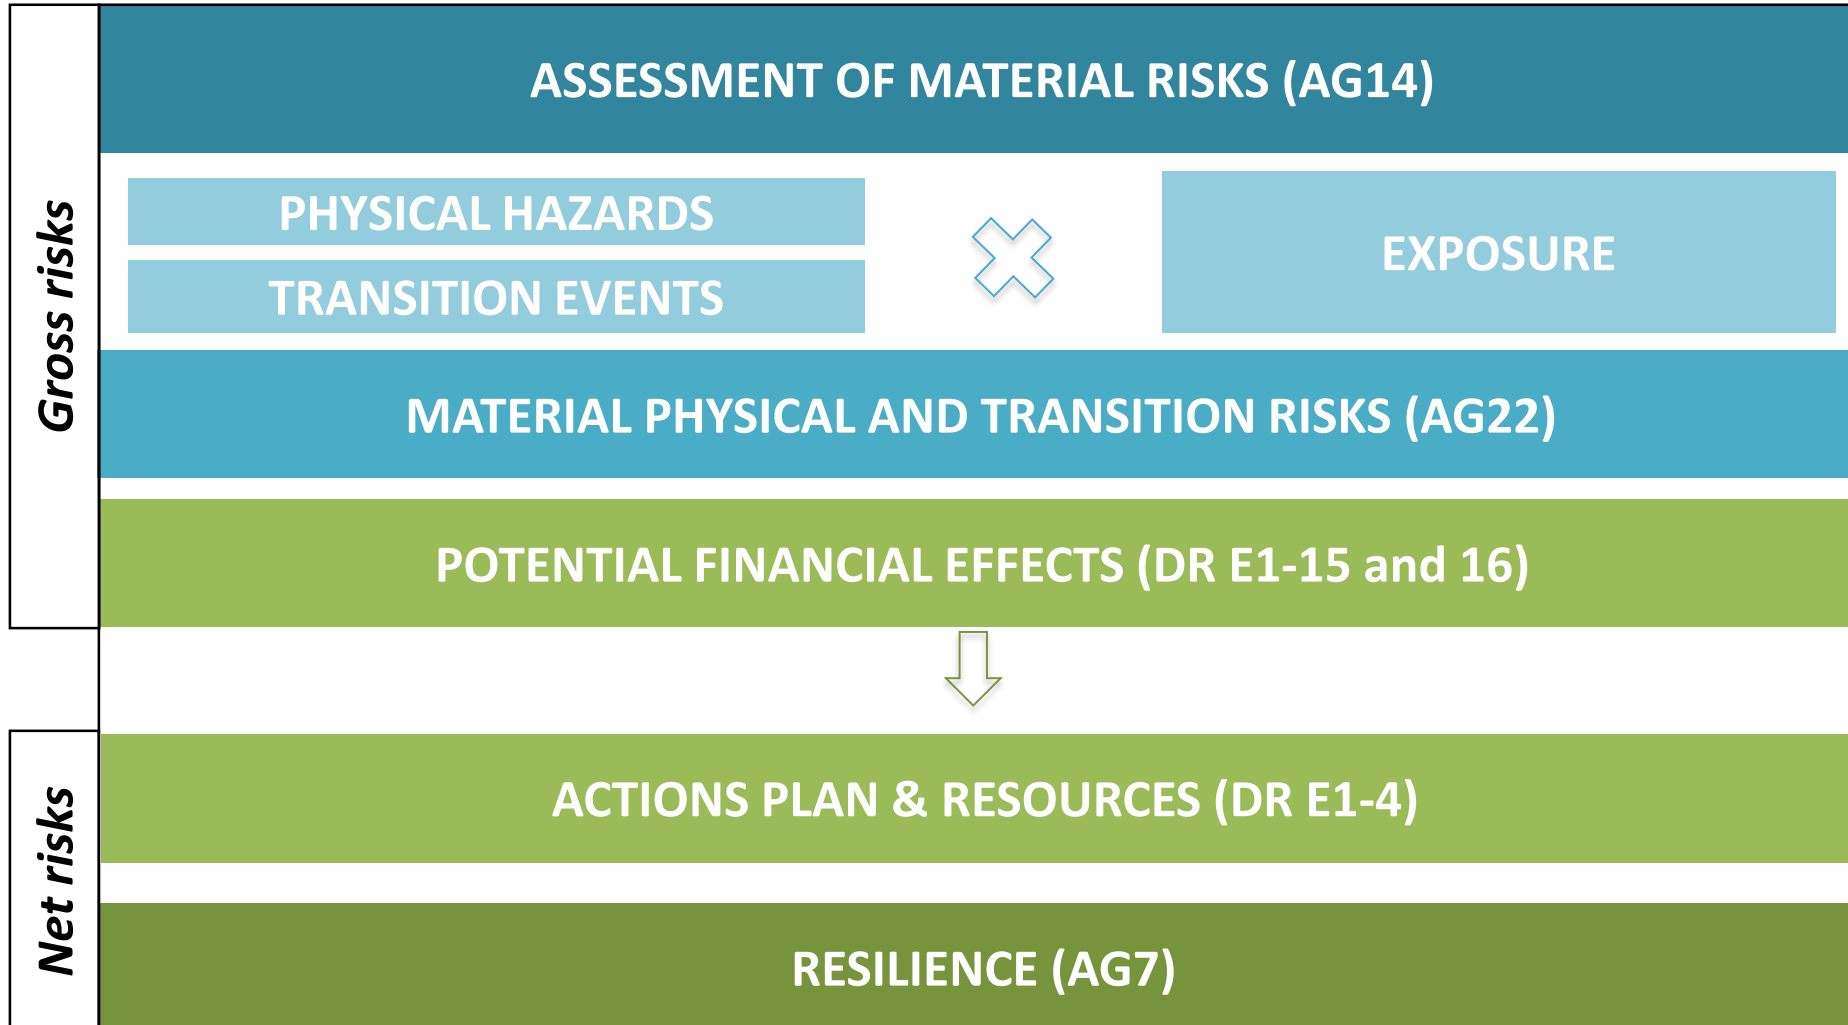 Gross risks
ASSESSMENT OF MATERIAL RISKS (AG14)
PHYSICAL HAZARDS
TRANSITION EVENTS
EXPOSURE
MATERIAL PHYSICAL AND TRANSITION RISKS (AG22)
POTENTIAL FINANCIAL EFFECTS (DR E1-15 and 16)
Net risks
ACTIONS PLAN & RESOURCES (DR E1-4)
RESILIENCE (AG7)